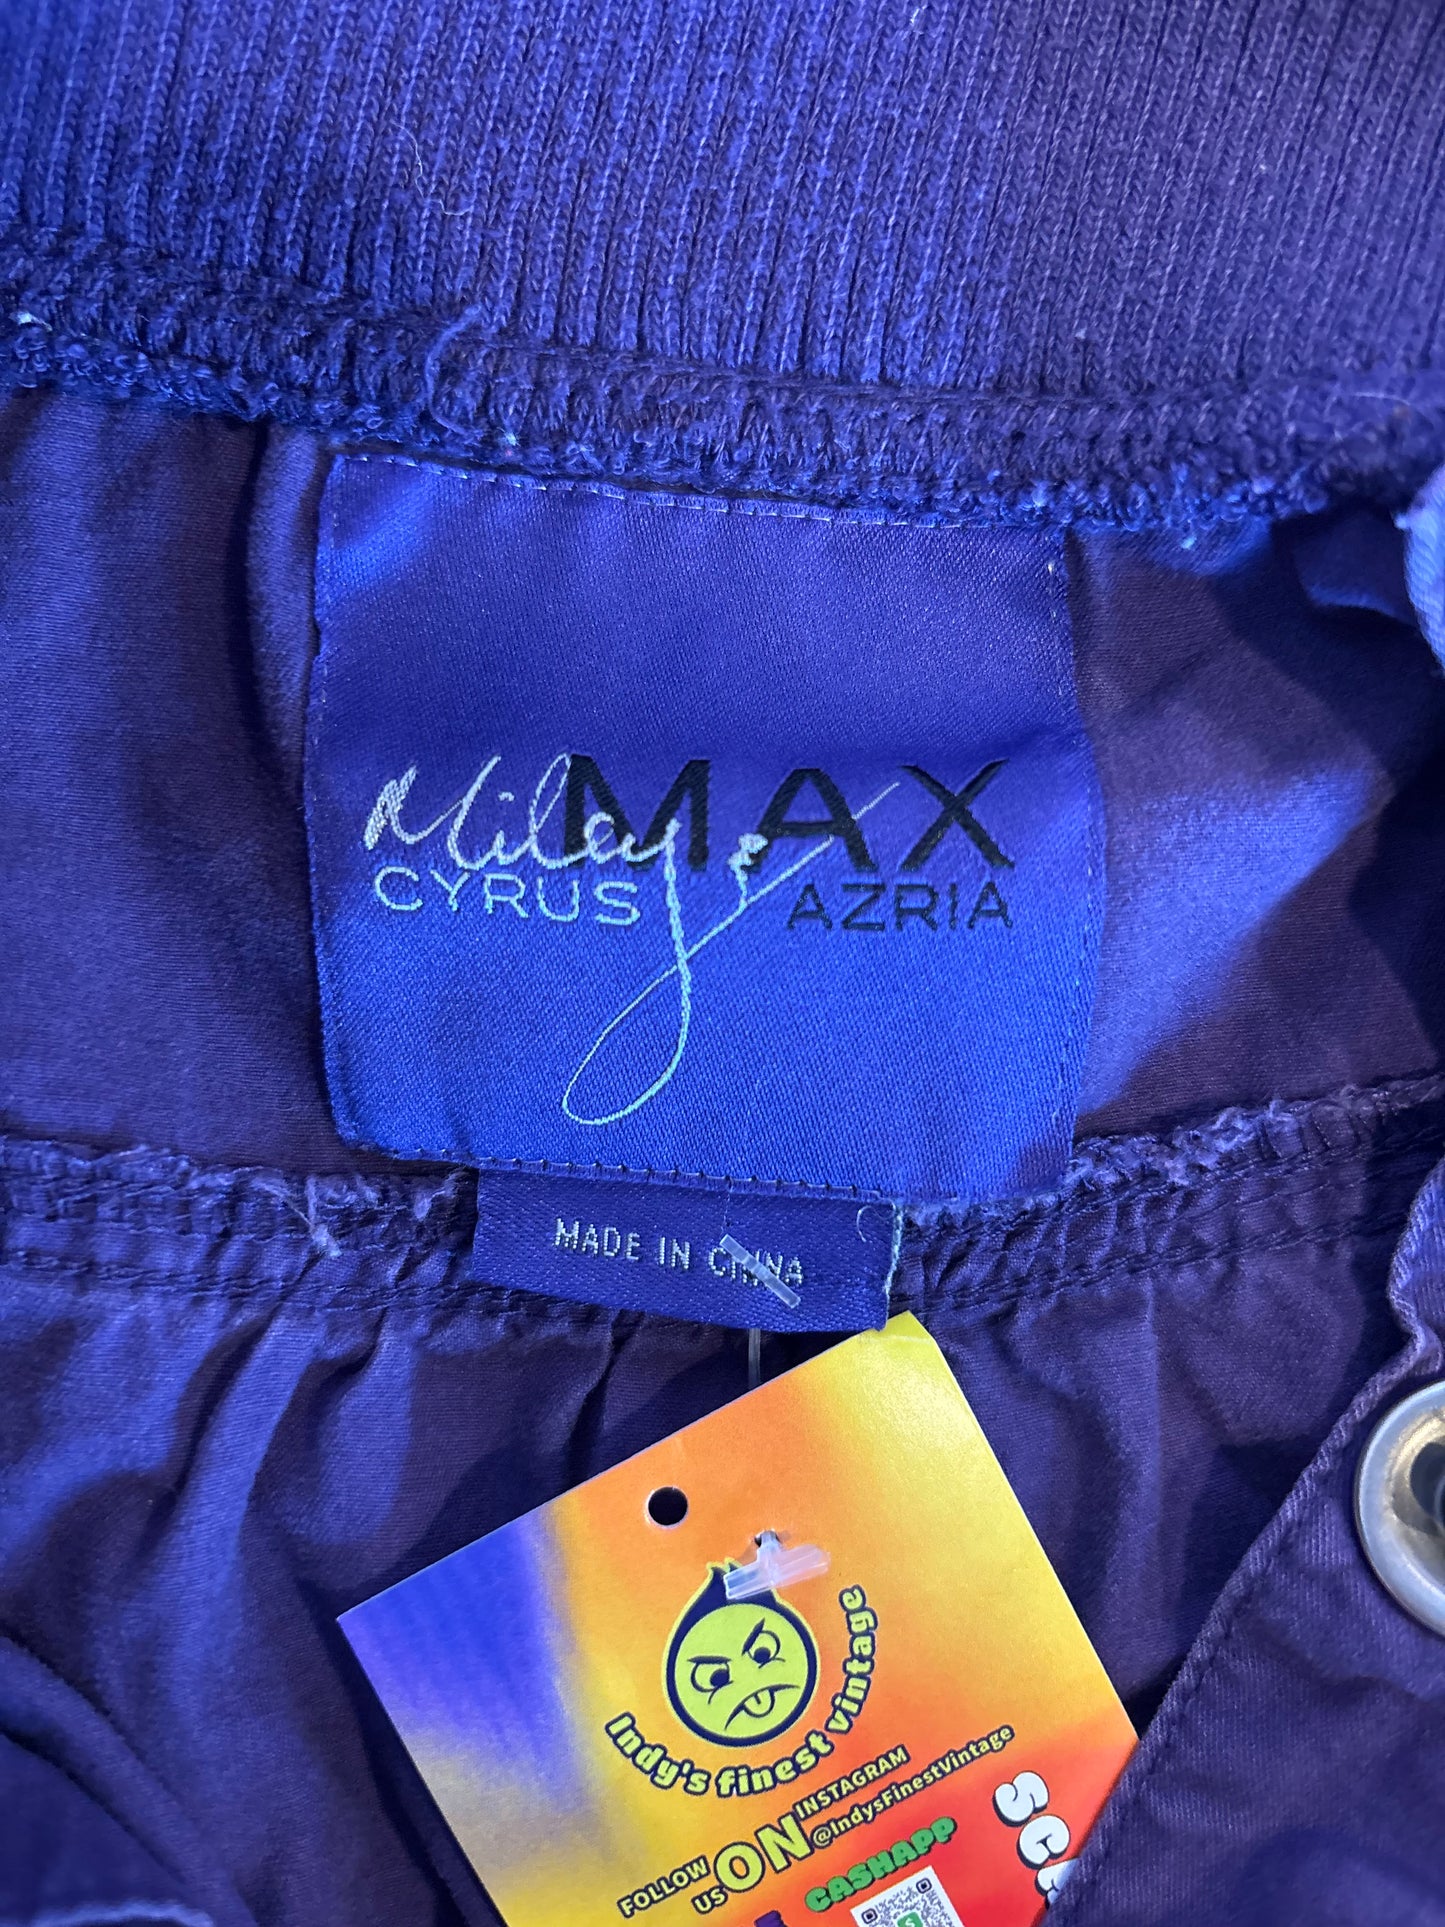 Miley & MAX
CYRUS AZRIA
MADE IN CHINA
Indy's finest vintage
FOLLOW US ON INSTAGRAM
@IndysFinestVintage
CASHAPP